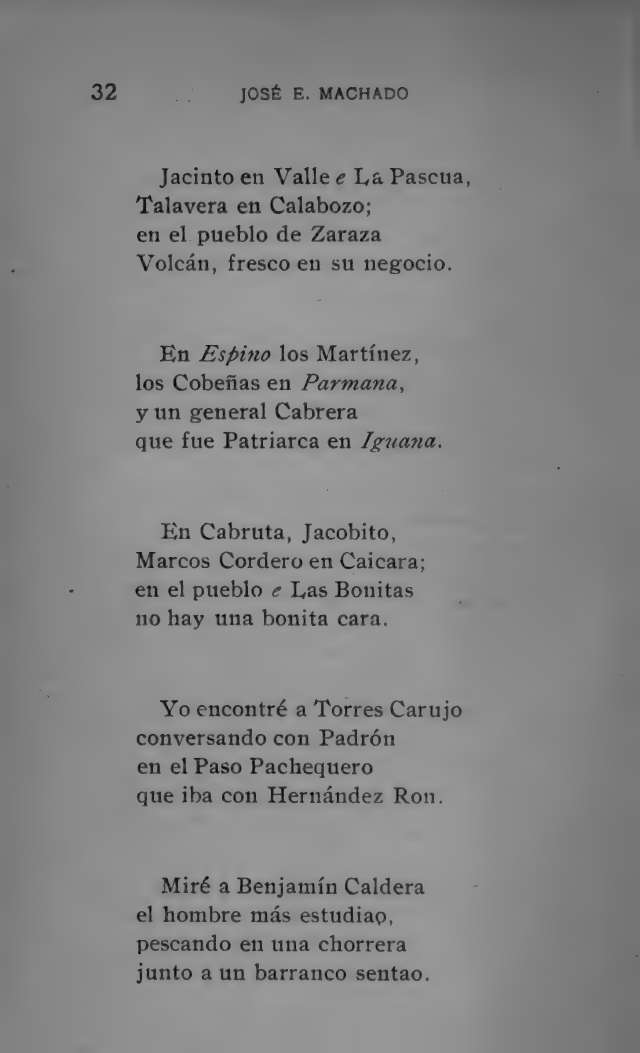 32 JOSÉ E. MACHADO
Jacinto en Valle e La Pascua,
Talavera en Calabozo;
en el pueblo de Zaraza
Volcán, fresco en su negocio.
En Espino los Martínez,
los Cobeñas en Parmana,
y un general Cabrera
que fue Patriarca en Iguana.
En Cabruta, Jacobito,
Marcos Cordero en Caicara;
en el pueblo e Las Bonitas
no hay una bonita cara.
Yo encontré a Torres Carujo
conversando con Padrón
en el Paso Pachequero
que iba con Hernández Ron.
Miré a Benjamín Caldera
el hombre más estudiao,
pescando en una chorrera
junto a un barranco sentao.